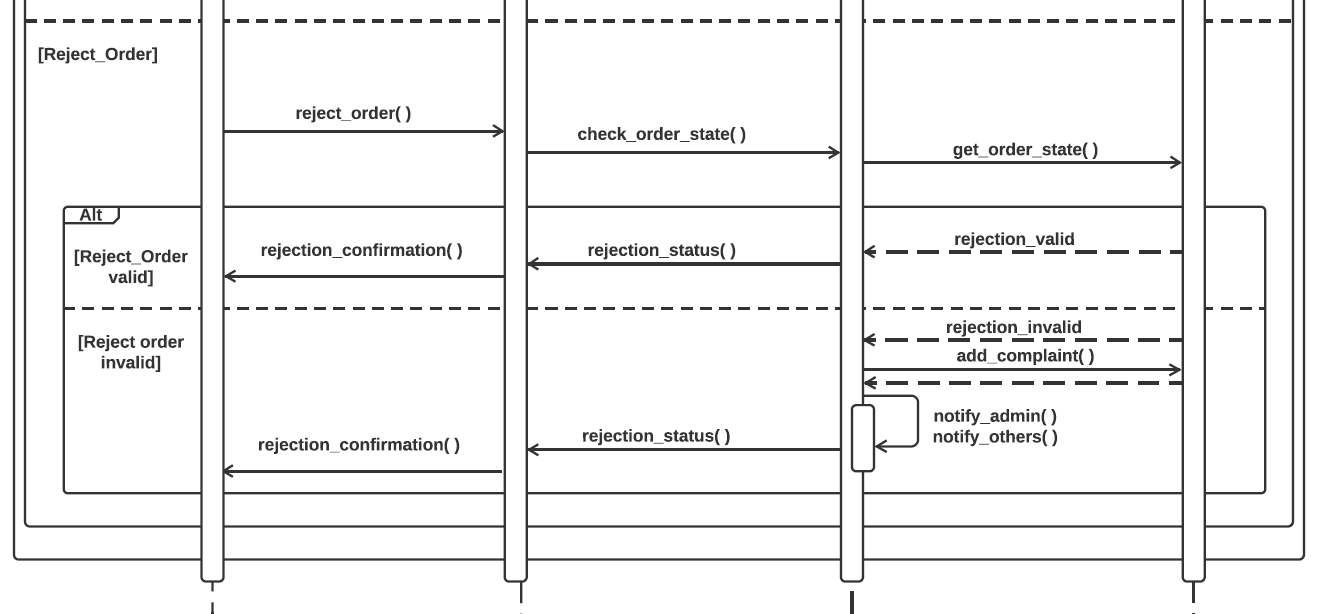 [Reject_Order]
reject_order( )
check_order_state( )
get_order_state( )
Alt
[Reject_Order
valid]
rejection_confirmation( )
rejection_status( )
rejection_valid
[Reject order
invalid]
rejection_invalid
add_complaint( )
notify_admin( )
notify_others( )
rejection_status( )
rejection_confirmation( )